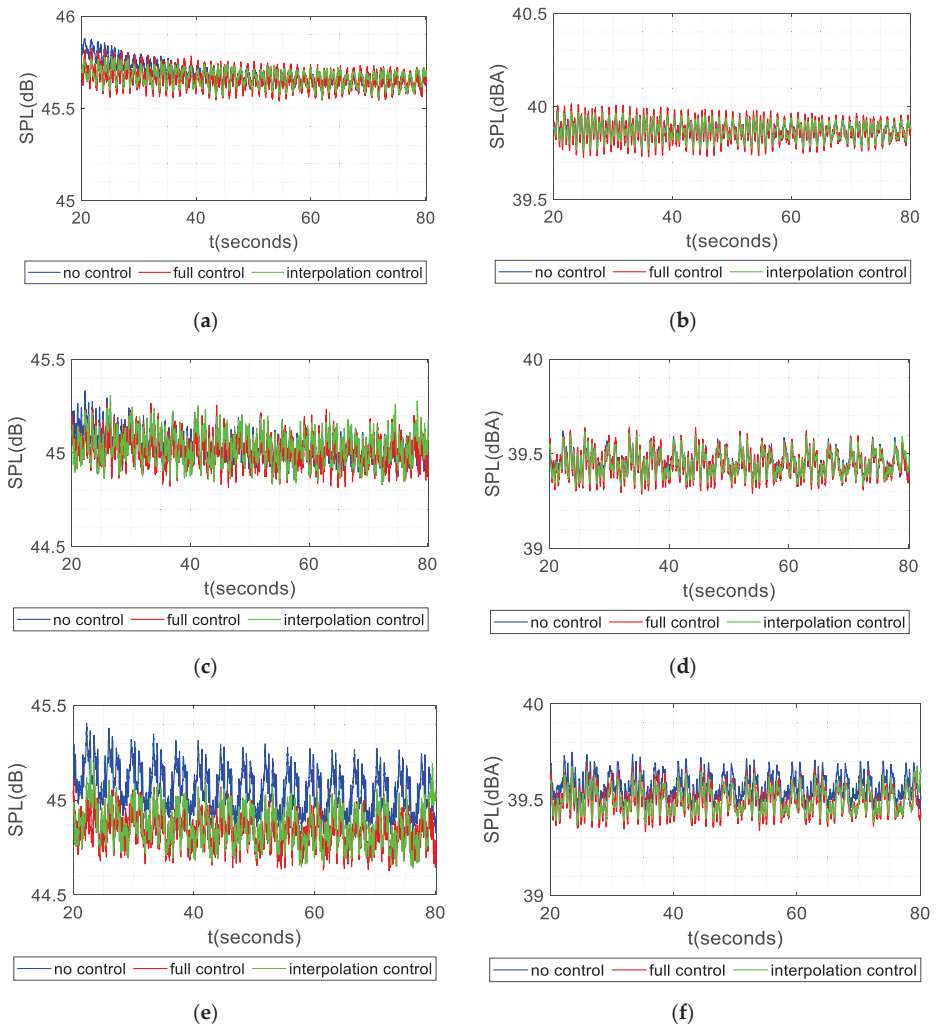 46
45.5
45
SPL(dB)
20 40 60 80
t(seconds)
no control full control interpolation control
(a)
40.5
40
39.5
SPL(dBA)
20 40 60 80
t(seconds)
no control full control interpolation control
(b)
45.5
45
44.5
SPL(dB)
20 40 60 80
t(seconds)
no control full control interpolation control
(c)
40
39.5
39
SPL(dBA)
20 40 60 80
t(seconds)
no control full control interpolation control
(d)
45.5
45
44.5
SPL(dB)
20 40 60 80
t(seconds)
no control full control interpolation control
(e)
40
39.5
39
SPL(dBA)
20 40 60 80
t(seconds)
no control full control interpolation control
(f)